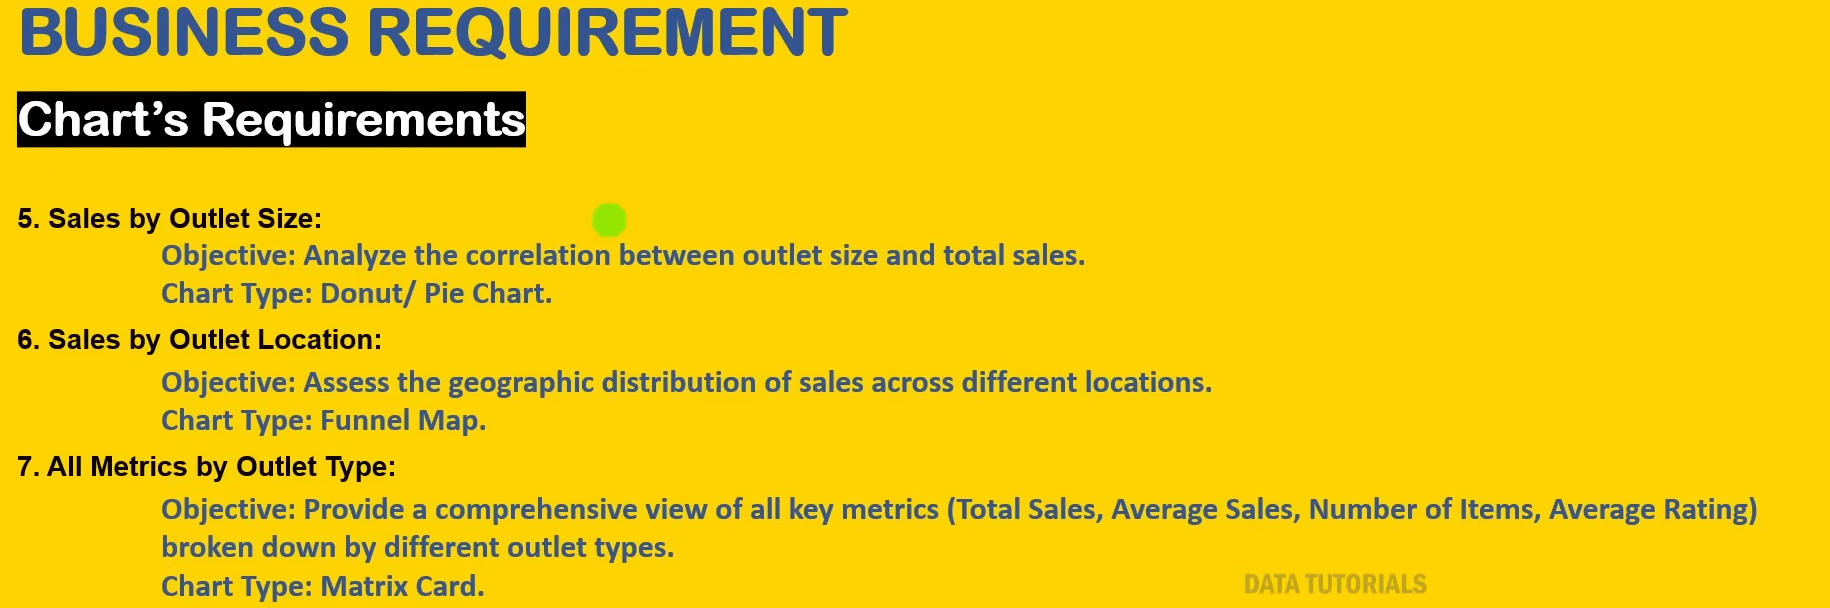 BUSINESS REQUIREMENT
Chart’s Requirements
5. Sales by Outlet Size:
Objective: Analyze the correlation between outlet size and total sales.
Chart Type: Donut/ Pie Chart.
6. Sales by Outlet Location:
Objective: Assess the geographic distribution of sales across different locations.
Chart Type: Funnel Map.
7. All Metrics by Outlet Type:
Objective: Provide a comprehensive view of all key metrics (Total Sales, Average Sales, Number of Items, Average Rating)
broken down by different outlet types.
Chart Type: Matrix Card.
DATA TUTORIALS